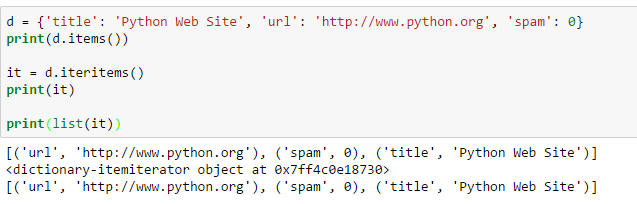 d = {'title': 'Python Web Site', 'url': 'http://www.python.org', 'spam': 0}
print(d.items())
it = d.iteritems()
print(it)
print(list(it))
[('url', 'http://www.python.org'), ('spam', 0), ('title', 'Python Web Site')]
<dictionary-itemiterator object at 0x7ff4c0e18730>
[('url', 'http://www.python.org'), ('spam', 0), ('title', 'Python Web Site')]